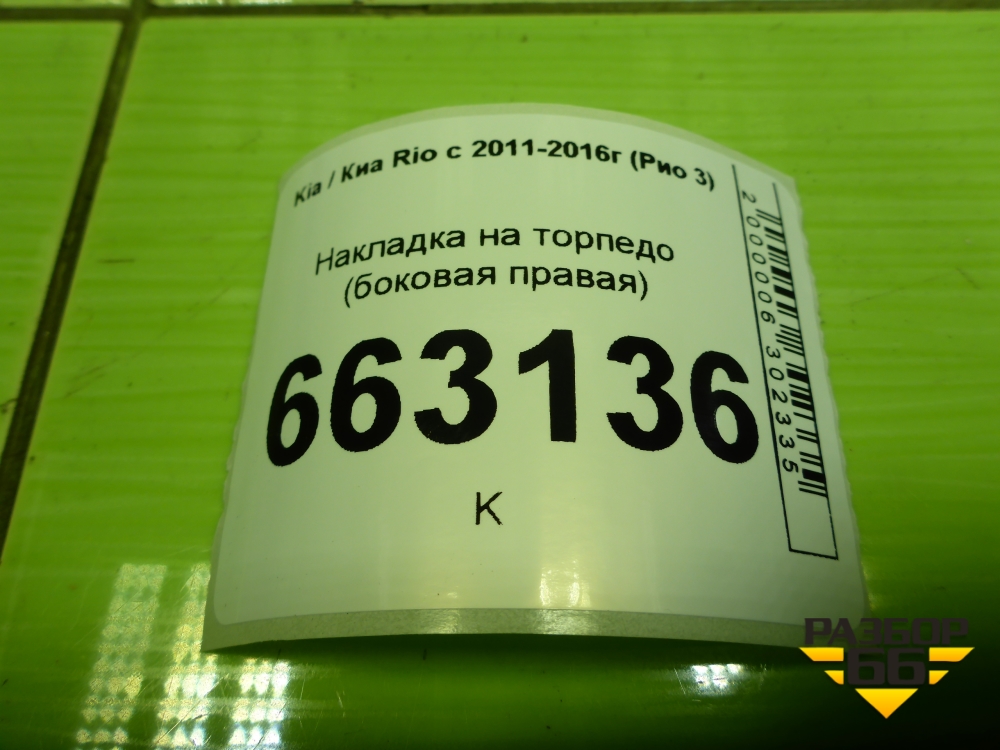 Kia / Киа Rio с 2011-2016г (Рио 3)
Накладка на торпедо
(боковая правая)
663136
К
2000006302335
РАЗБОР
66